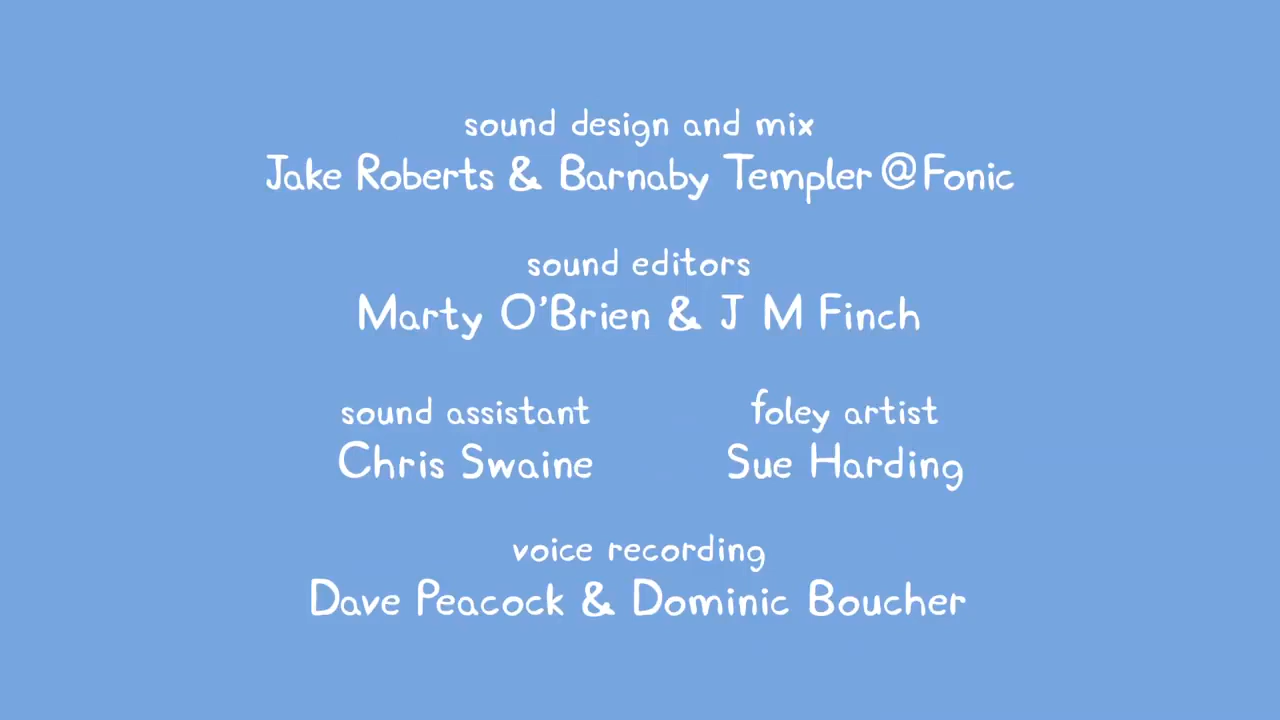 sound design and mix
Jake Roberts & Barnaby Templer @Fonic
sound editors
Marty O'Brien & J M Finch
sound assistant
Chris Swaine
foley artist
Sue Harding
voice recording
Dave Peacock & Dominic Boucher